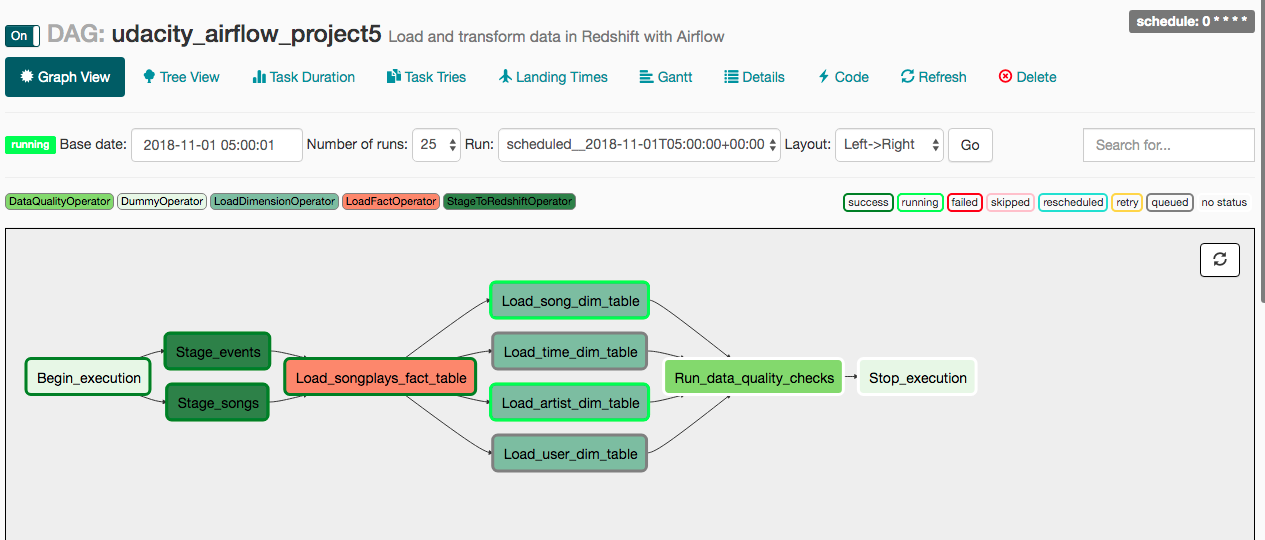 schedule: 0 * * * *
On DAG: udacity_airflow_project5 Load and transform data in Redshift with Airflow
Graph View Tree View Task Duration Task Tries Landing Times Gantt Details Code Refresh Delete
running Base date: 2018-11-01 05:00:01 Number of runs: 25 Run: scheduled__2018-11-01T05:00:00+00:00 Layout: Left->Right Go Search for...
DataQualityOperator DummyOperator LoadDimensionOperator LoadFactOperator StageToRedshiftOperator success running failed skipped rescheduled retry queued no status
Begin_execution
Stage_events
Stage_songs
Load_songplays_fact_table
Load_song_dim_table
Load_time_dim_table
Load_artist_dim_table
Load_user_dim_table
Run_data_quality_checks
Stop_execution